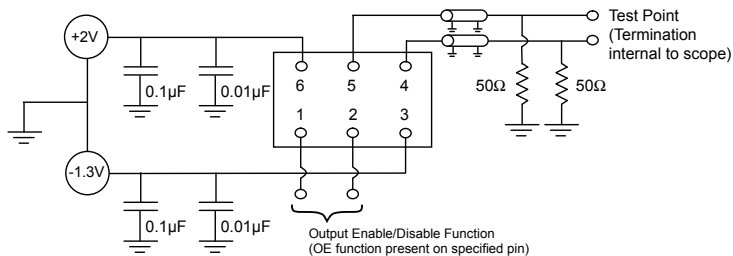 +2V
0.1µF
0.01µF
6
5
4
1
2
3
50Ω
50Ω
Test Point
(Termination
internal to scope)
-1.3V
0.1µF
0.01µF
Output Enable/Disable Function
(OE function present on specified pin)